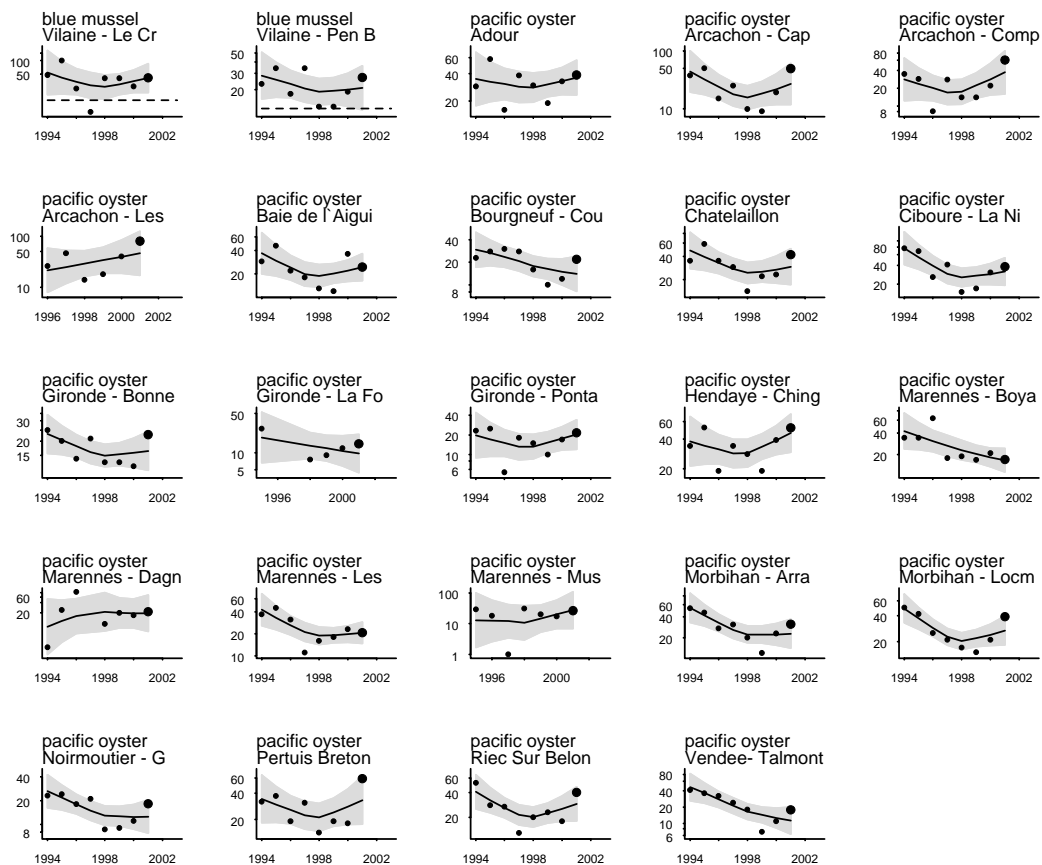 blue mussel
Vilaine - Le Cr
100
50
1994 1998 2002
blue mussel
Vilaine - Pen B
50
30
20
1994 1998 2002
pacific oyster
Adour
60
40
20
1994 1998 2002
pacific oyster
Arcachon - Cap
100
50
10
1994 1998 2002
pacific oyster
Arcachon - Comp
80
40
20
8
1994 1998 2002
pacific oyster
Arcachon - Les
100
50
10
1996 1998 2000 2002
pacific oyster
Baie de l`Aigui
60
40
20
1994 1998 2002
pacific oyster
Bourgneuf - Cou
40
20
8
1994 1998 2002
pacific oyster
Chatelaillon
60
40
20
1994 1998 2002
pacific oyster
Ciboure - La Ni
80
40
20
1994 1998 2002
pacific oyster
Gironde - Bonne
30
20
15
1994 1998 2002
pacific oyster
Gironde - La Fo
50
10
5
1996 2000
pacific oyster
Gironde - Ponta
40
20
10
6
1994 1998 2002
pacific oyster
Hendaye - Ching
60
40
20
1994 1998 2002
pacific oyster
Marennes - Boya
60
40
20
1994 1998 2002
pacific oyster
Marennes - Dagn
60
20
1994 1998 2002
pacific oyster
Marennes - Les
60
40
20
10
1994 1998 2002
pacific oyster
Marennes - Mus
100
10
1
1996 2000
pacific oyster
Morbihan - Arra
60
40
20
1994 1998 2002
pacific oyster
Morbihan - Locm
60
40
20
1994 1998 2002
pacific oyster
Noirmoutier - G
40
20
8
1994 1998 2002
pacific oyster
Pertuis Breton
60
40
20
1994 1998 2002
pacific oyster
Riec Sur Belon
60
40
20
1994 1998 2002
pacific oyster
Vendee- Talmont
80
40
20
10
6
1994 1998 2002